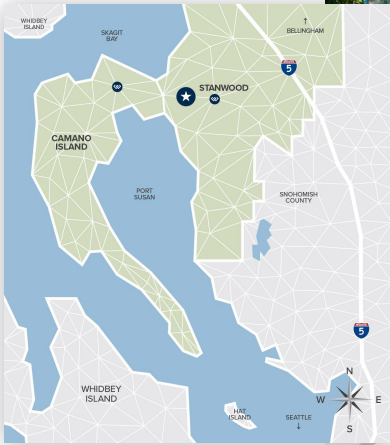 WHIDBEY
ISLAND
SKAGIT
BAY
↑
BELLINGHAM
5
STANWOOD
CAMANO
ISLAND
PORT
SUSAN
SNOHOMISH
COUNTY
5
N
W E
S
WHIDBEY
ISLAND
HAT
ISLAND
SEATTLE
↓